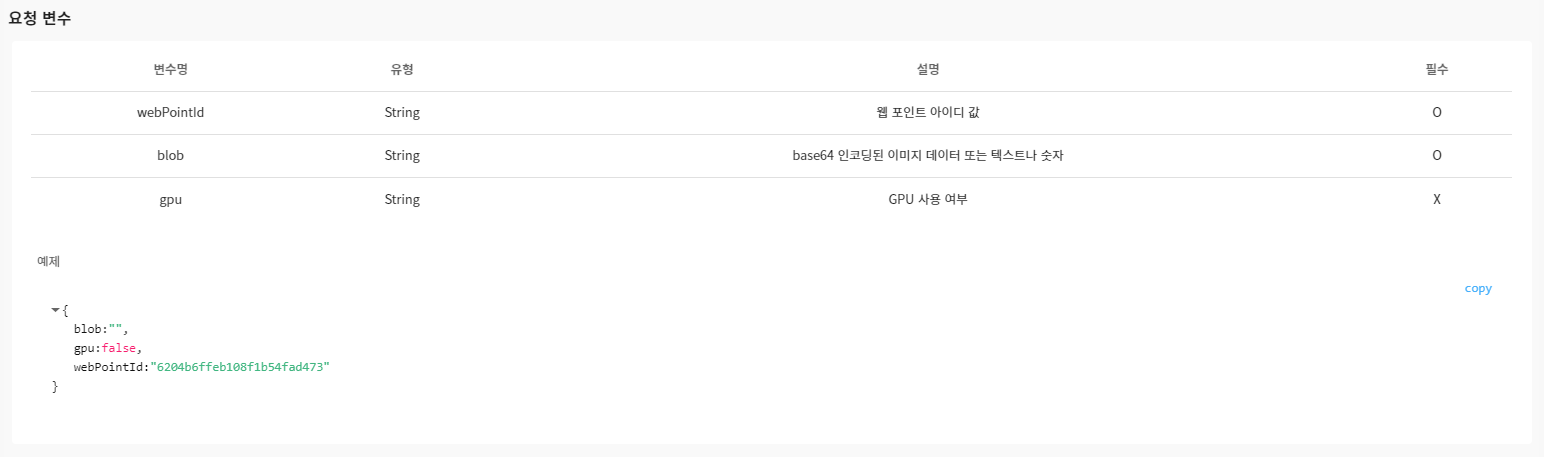 요청 변수
변수명 유형 설명 필수
webPointId String 웹 포인트 아이디 값 O
blob String base64 인코딩된 이미지 데이터 또는 텍스트나 숫자 O
gpu String GPU 사용 여부 X
예제
copy
{
blob:"",
gpu:false,
webPointId:"6204b6ffeb108f1b54fad473"
}